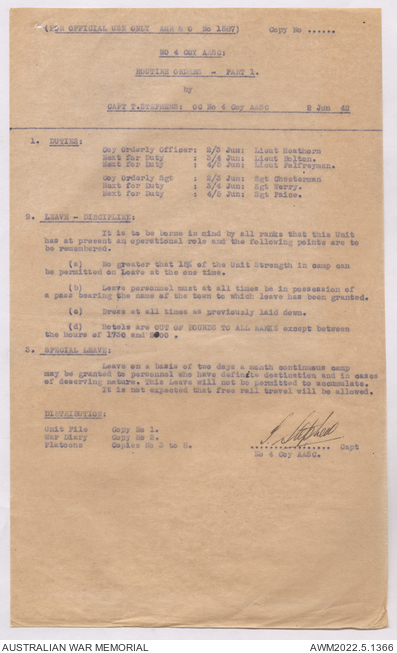 (FOR OFFICIAL USE ONLY AMR & O No 1887) Copy No ......
No 4 Coy AASC:
ROUTINE ORDERS - PART 1.
by
CAPT T.STEPHENS: OC No 4 Coy AASC 2 Jun 42
1. DUTIES:
Coy Orderly Officer: 2/3 Jun: Lieut Heathorn
Next for Duty : 3/4 Jun: Lieut Bolton.
Next for Duty : 4/5 Jun: Lieut Palfreyman.
Coy Orderly Sgt : 2/3 Jun: Sgt Chesterman
Next for Duty : 3/4 Jun: Sgt Worry.
Next for Duty : 4/5 Jun: Sgt
2. LEAVE - DISCIPLINE:
It is to be borne in mind by all ranks that this Unit
has at present an operational role and the following points are to
be remembered.
(a) No greater that 15% of the Unit Strength in camp can
be permitted on Leave at the one time.
(b) Leave personnel must at all times be in possession of
a pass bearing the name of the town to which leave has been granted.
(c) Dress at all times as previously laid down.
(d) Hotels are OUT OF BOUNDS TO ALL RANKS except between
the hours of 1730 and 2000 .
3. SPECIAL LEAVE:
Leave on a basis of two days a month continuous camp
may be granted to personnel who have definite destination and in cases
of deserving nature. This Leave will not be permitted to accumulate.
It is not expected that free rail travel will be allowed.
DISTRIBUTION:
Unit File Copy No 1.
War Diary Copy No 2.
Platoons Copies No 3 to 8.
T. Stephens
................. Capt
No 4 Coy AASC.
AUSTRALIAN WAR MEMORIAL AWM2022.5.1366